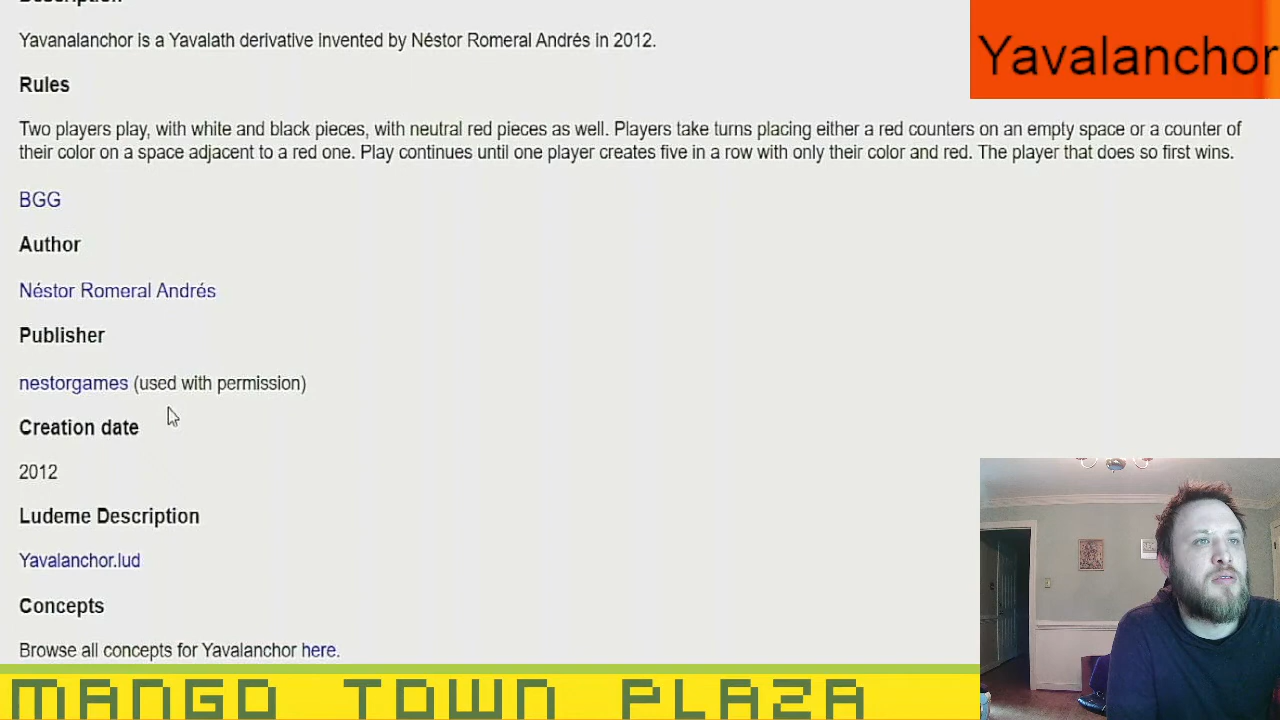 Description
Yavanalanchor is a Yavalath derivative invented by Néstor Romeral Andrés in 2012.
Yavalanchor
Rules
Two players play, with white and black pieces, with neutral red pieces as well. Players take turns placing either a red counters on an empty space or a counter of
their color on a space adjacent to a red one. Play continues until one player creates five in a row with only their color and red. The player that does so first wins.
BGG
Author
Néstor Romeral Andrés
Publisher
nestorgames (used with permission)
Creation date
2012
Ludeme Description
Yavalanchor.lud
Concepts
Browse all concepts for Yavalanchor here.
MANGO TOWN PLAZA